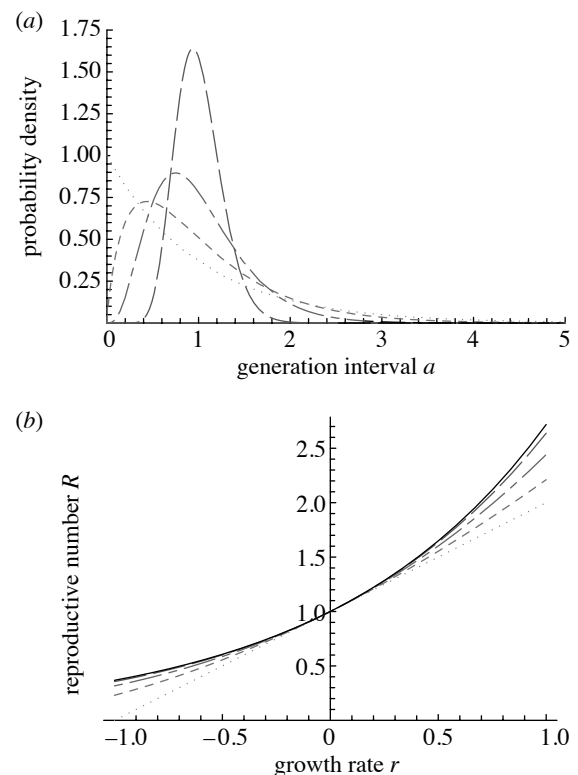 (a)
1.75
1.50
1.25
1.00
0.75
0.50
0.25
probability density
0 1 2 3 4 5
generation interval a
(b)
2.5
2.0
1.5
1.0
0.5
reproductive number R
−1.0 −0.5 0 0.5 1.0
growth rate r